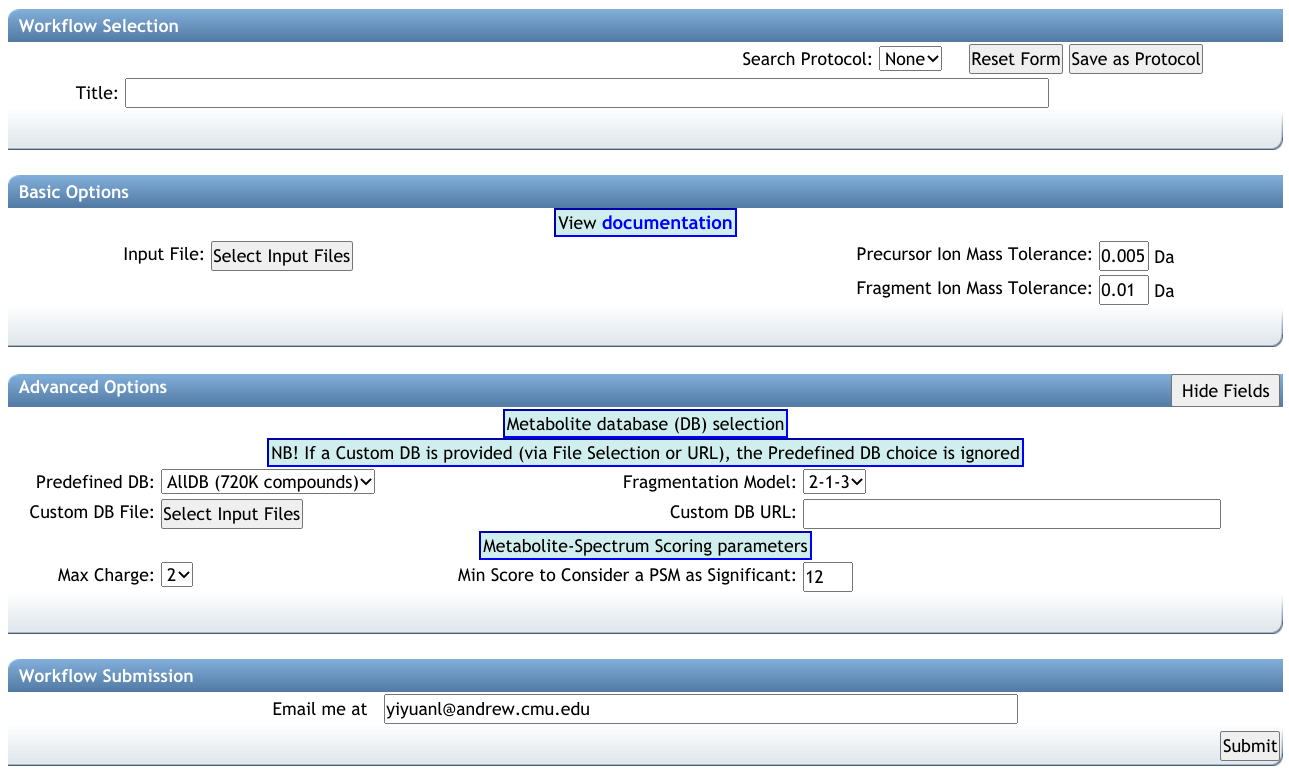 Workflow Selection
Search Protocol: None Reset Form Save as Protocol
Title:
Basic Options
View documentation
Input File: Select Input Files Precursor Ion Mass Tolerance: 0.005 Da
Fragment Ion Mass Tolerance: 0.01 Da
Advanced Options Hide Fields
Metabolite database (DB) selection
NB! If a Custom DB is provided (via File Selection or URL), the Predefined DB choice is ignored
Predefined DB: AllDB (720K compounds) Fragmentation Model: 2-1-3
Custom DB File: Select Input Files Custom DB URL:
Metabolite-Spectrum Scoring parameters
Max Charge: 2 Min Score to Consider a PSM as Significant: 12
Workflow Submission
Email me at yiyuanl@andrew.cmu.edu
Submit